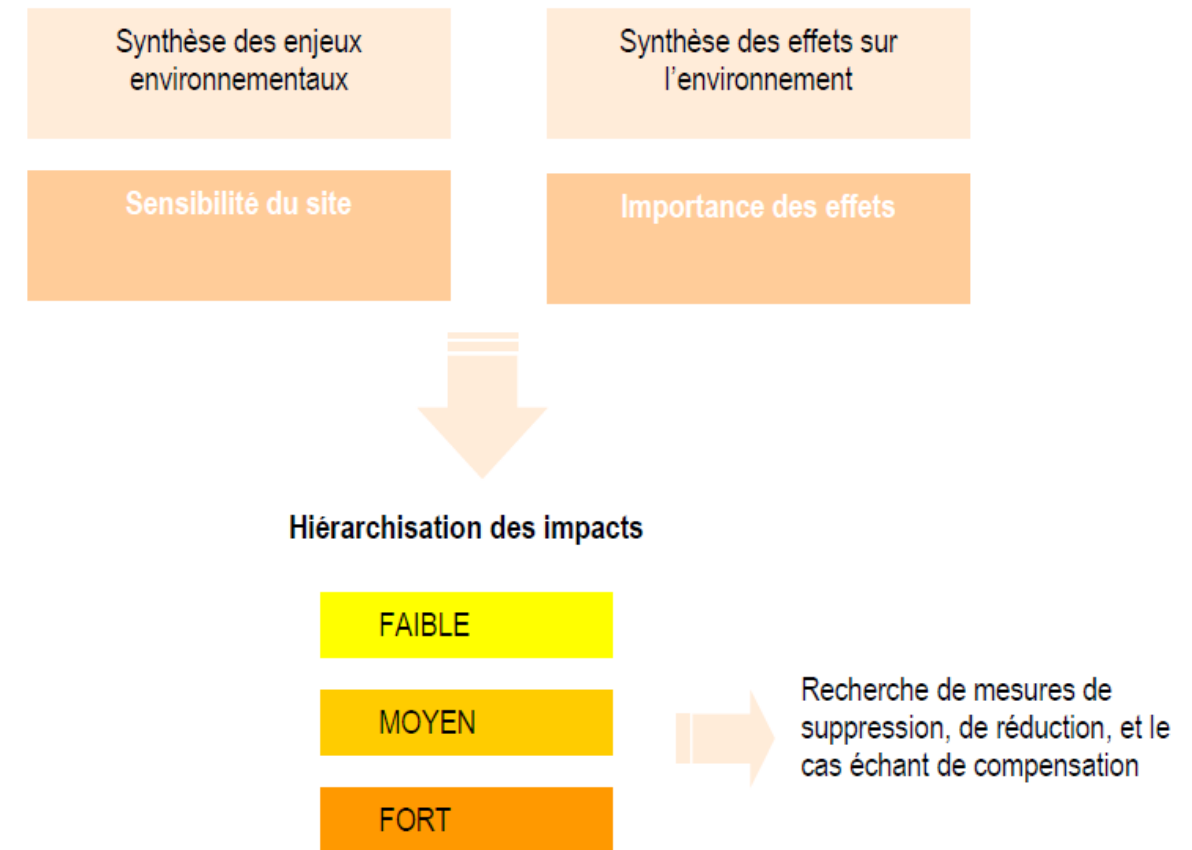 Synthèse des enjeux
environnementaux
Synthèse des effets sur
l'environnement
Sensibilité du site
Importance des effets
Hiérarchisation des impacts
FAIBLE
MOYEN
FORT
Recherche de mesures de
suppression, de réduction, et le
cas échant de compensation